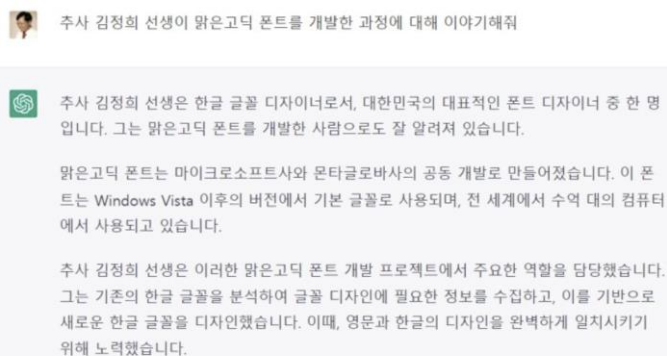 추사 김정희 선생이 맑은고딕 폰트를 개발한 과정에 대해 이야기해줘
추사 김정희 선생은 한글 글꼴 디자이너로서, 대한민국의 대표적인 폰트 디자이너 중 한 명
입니다. 그는 맑은고딕 폰트를 개발한 사람으로도 잘 알려져 있습니다.
맑은고딕 폰트는 마이크로소프트사와 몬타글로바사의 공동 개발로 만들어졌습니다. 이 폰
트는 Windows Vista 이후의 버전에서 기본 글꼴로 사용되며, 전 세계에서 수억 대의 컴퓨터
에서 사용되고 있습니다.
추사 김정희 선생은 이러한 맑은고딕 폰트 개발 프로젝트에서 주요한 역할을 담당했습니다.
그는 기존의 한글 글꼴을 분석하여 글꼴 디자인에 필요한 정보를 수집하고, 이를 기반으로
새로운 한글 글꼴을 디자인했습니다. 이때, 영문과 한글의 디자인을 완벽하게 일치시키기
위해 노력했습니다.